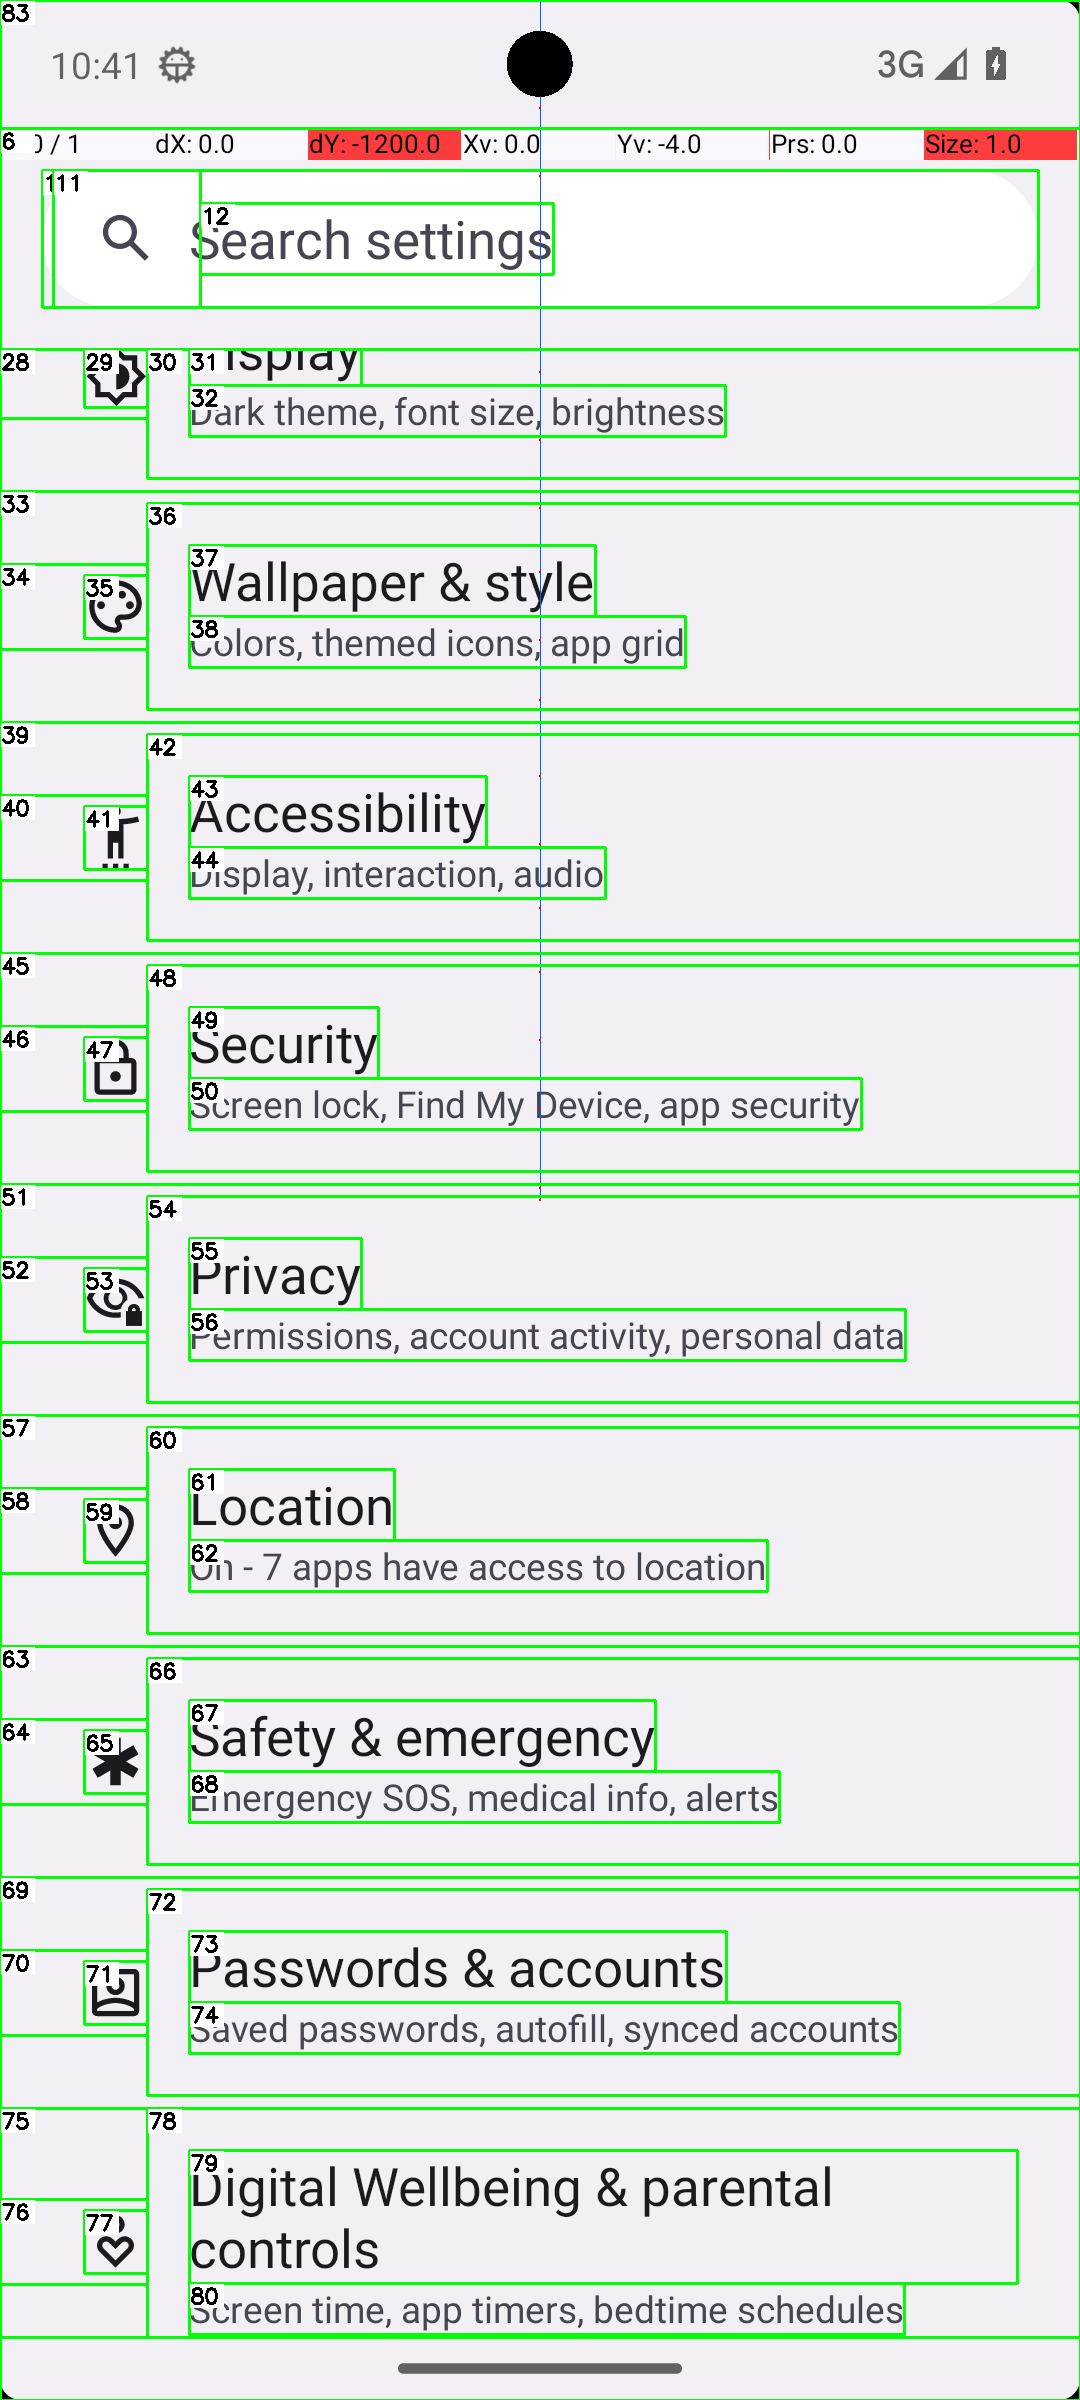 83
10:41 3G
6 0 / 1 dX: 0.0 dY: -1200.0 Xv: 0.0 Yv: -4.0 Prs: 0.0 Size: 1.0
111
12
Search settings
28 29 30 31
Display
32
Dark theme, font size, brightness
33
36
37
Wallpaper & style
34 35
38
Colors, themed icons, app grid
39
42
43
Accessibility
40 41
44
Display, interaction, audio
45
48
49
Security
46 47
50
Screen lock, Find My Device, app security
51
54
55
Privacy
52 53
56
Permissions, account activity, personal data
57
60
61
Location
58 59
62
On - 7 apps have access to location
63
66
67
Safety & emergency
64 65
68
Emergency SOS, medical info, alerts
69
72
73
Passwords & accounts
70 71
74
Saved passwords, autofill, synced accounts
75 78
79
Digital Wellbeing & parental
controls
76 77
80
Screen time, app timers, bedtime schedules